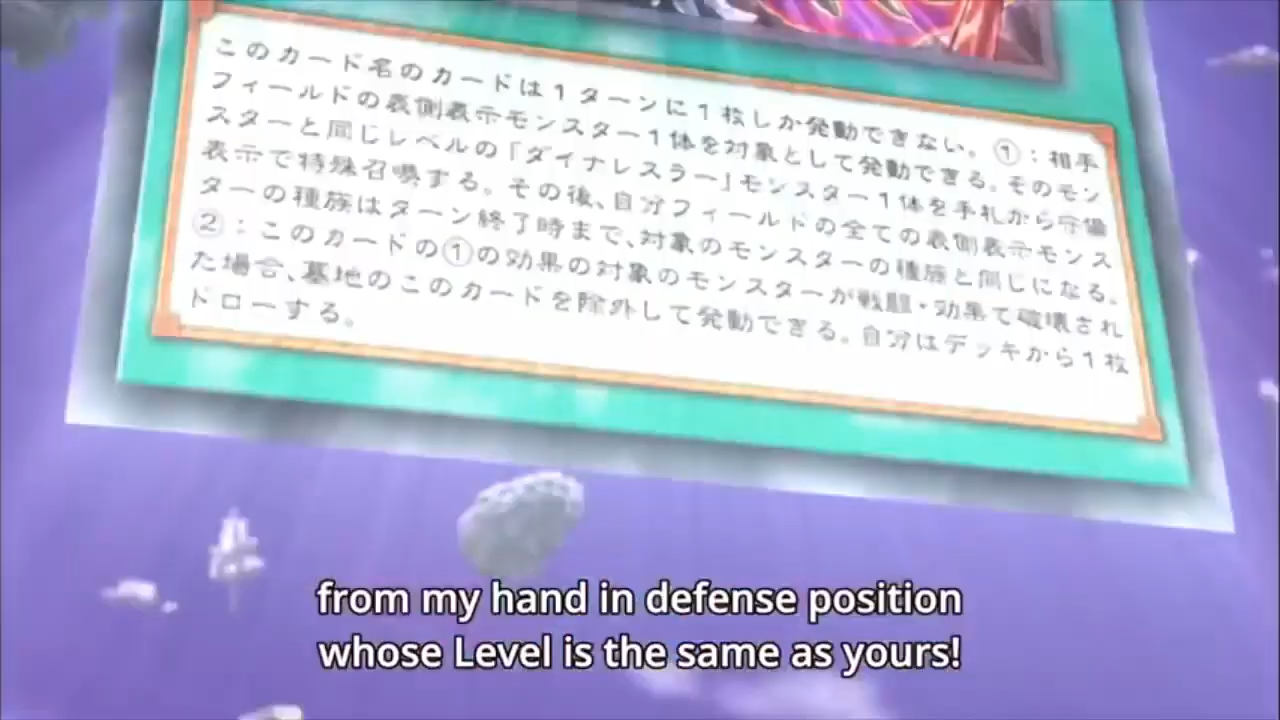 このカード名のカードは１ターンに１枚しか発動できない。①：相手
フィールドの表側表示モンスター１体を対象として発動できる。そのモン
スターと同じレベルの「ダイナレスラー」モンスター１体を手札から守備
表示で特殊召喚する。その後、自分フィールドの全ての表側表示モンス
ターの種族はターン終了時まで、対象のモンスターの種族と同じになる。
②：このカードの①の効果の対象のモンスターが戦闘・効果で破壊され
た場合、墓地のこのカードを除外して発動できる。自分はデッキから１枚
ドローする。
from my hand in defense position
whose Level is the same as yours!